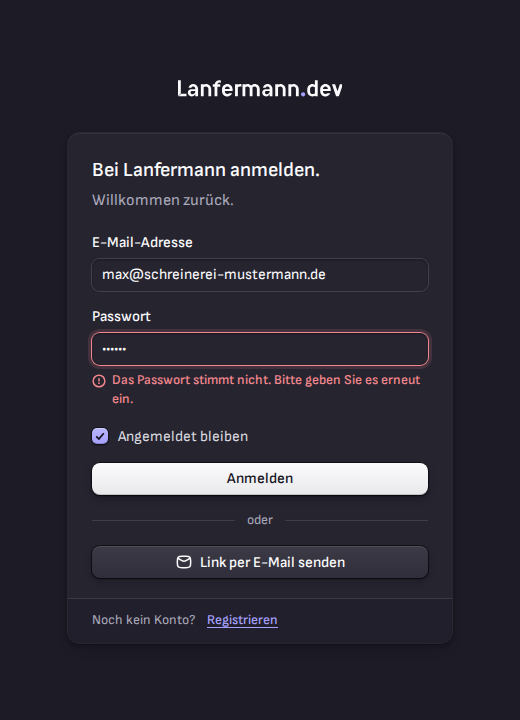 Lanfermann.dev
Bei Lanfermann anmelden.
Willkommen zurück.
E-Mail-Adresse
max@schreinerei-mustermann.de
Passwort
••••••
Das Passwort stimmt nicht. Bitte geben Sie es erneut
ein.
Angemeldet bleiben
Anmelden
oder
Link per E-Mail senden
Noch kein Konto? Registrieren